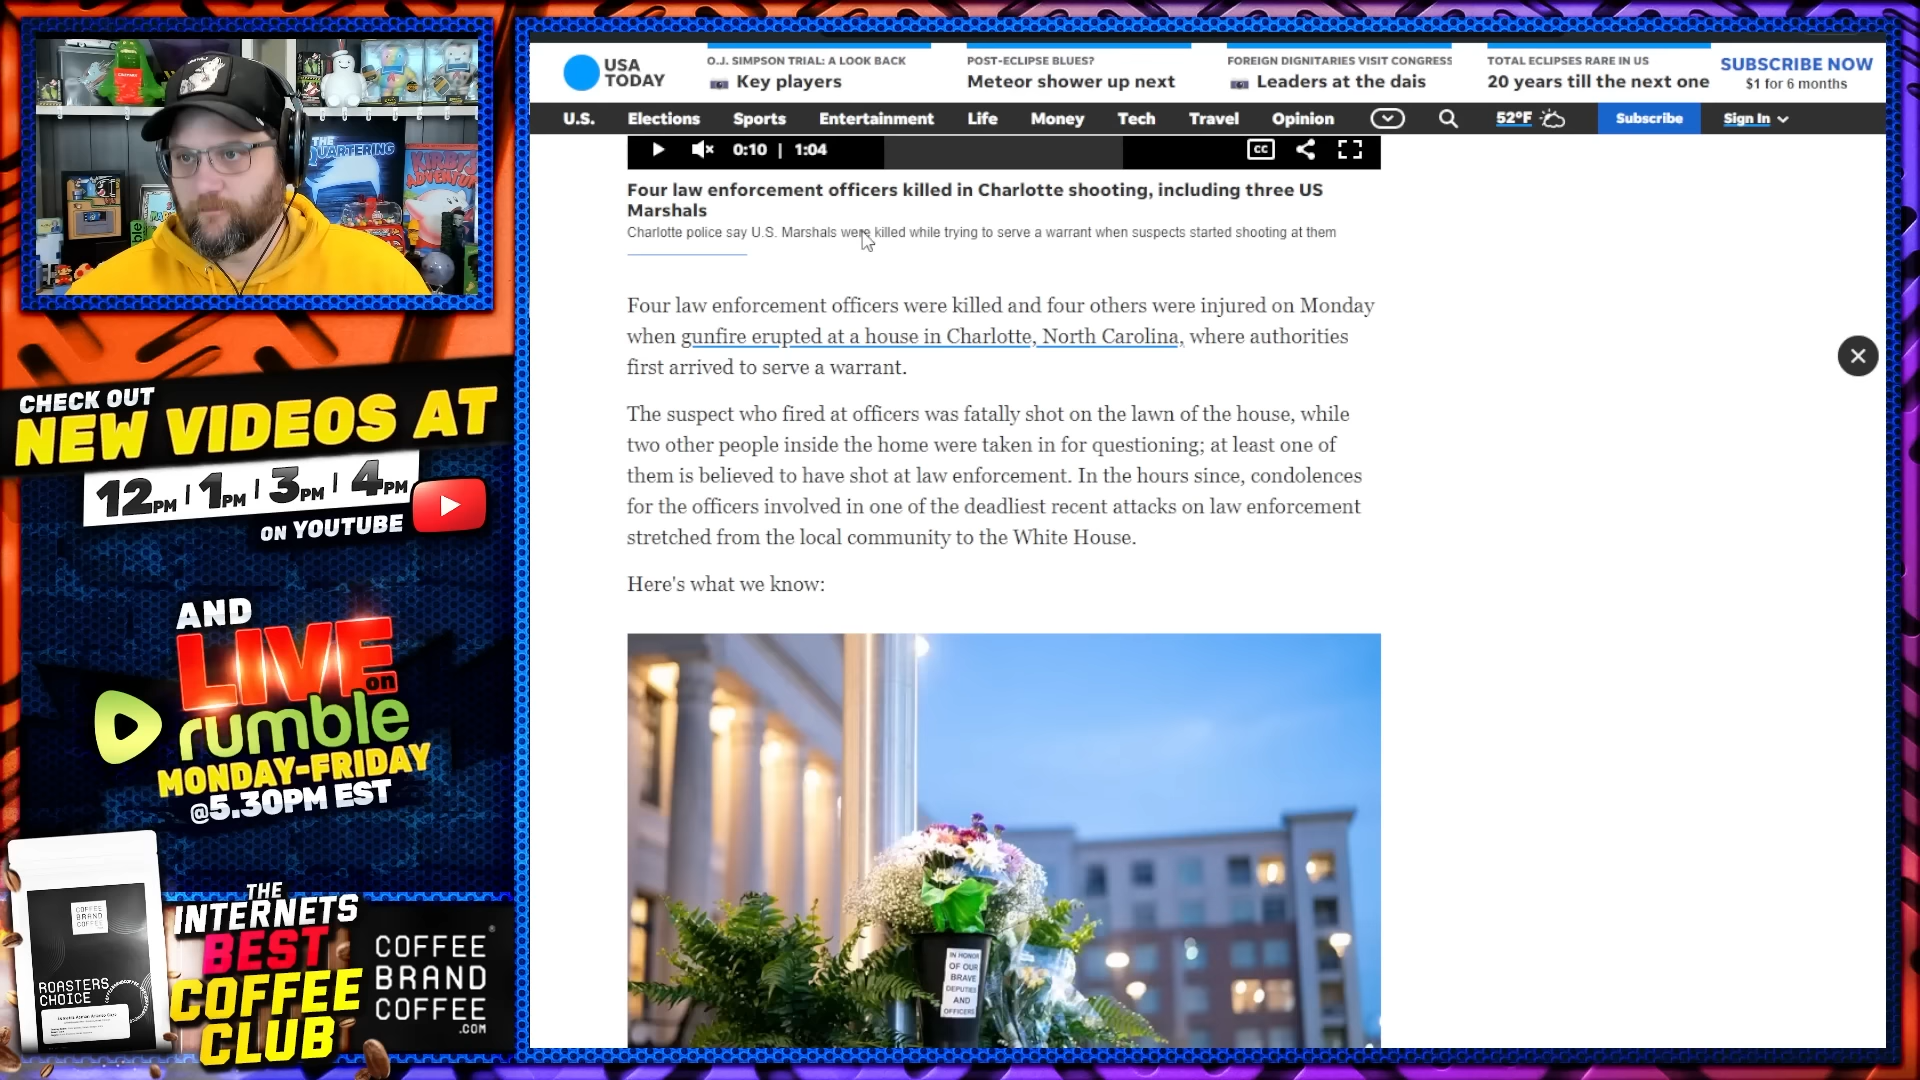 USA
TODAY
O.J. SIMPSON TRIAL: A LOOK BACK
Key players
POST-ECLIPSE BLUES?
Meteor shower up next
FOREIGN DIGNITARIES VISIT CONGRESS
Leaders at the dais
TOTAL ECLIPSES RARE IN US
20 years till the next one
SUBSCRIBE NOW
$1 for 6 months
U.S. Elections Sports Entertainment Life Money Tech Travel Opinion 52°F Subscribe Sign In
0:10 | 1:04
CC
Four law enforcement officers killed in Charlotte shooting, including three US
Marshals
Charlotte police say U.S. Marshals were killed while trying to serve a warrant when suspects started shooting at them
Four law enforcement officers were killed and four others were injured on Monday
when gunfire erupted at a house in Charlotte, North Carolina, where authorities
first arrived to serve a warrant.
The suspect who fired at officers was fatally shot on the lawn of the house, while
two other people inside the home were taken in for questioning; at least one of
them is believed to have shot at law enforcement. In the hours since, condolences
for the officers involved in one of the deadliest recent attacks on law enforcement
stretched from the local community to the White House.
Here's what we know:
IN HONOR
OF OUR
BRAVE
DEPUTIES
AND
OFFICERS
THE
QUARTERING
KIRBY'S
ADVENTURE
CHECK OUT
NEW VIDEOS AT
12PM | 1PM | 3PM | 4PM
ON YOUTUBE
AND
LIVE
on
rumble
MONDAY-FRIDAY
@5.30PM EST
COFFEE
BRAND
COFFEE
ROASTERS
CHOICE
THE
INTERNETS
BEST
COFFEE
CLUB
COFFEE
BRAND
COFFEE
.COM